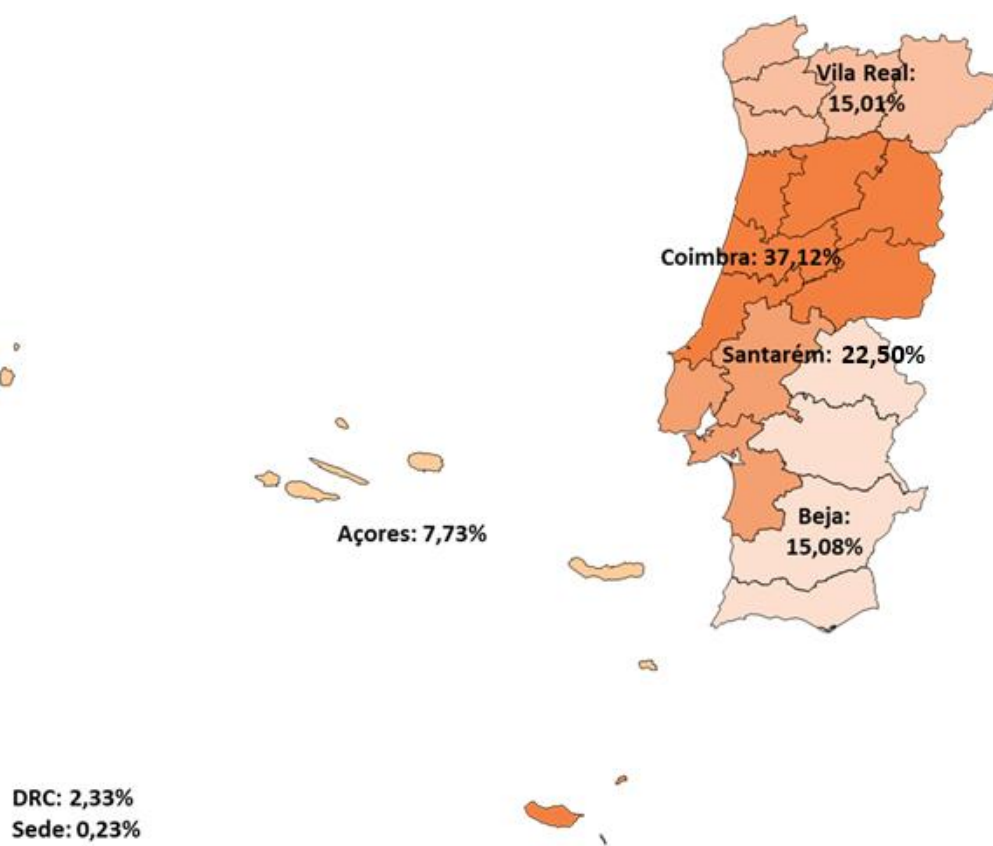 Vila Real:
15,01%
Coimbra: 37,12%
Santarém: 22,50%
Beja:
15,08%
Açores: 7,73%
DRC: 2,33%
Sede: 0,23%